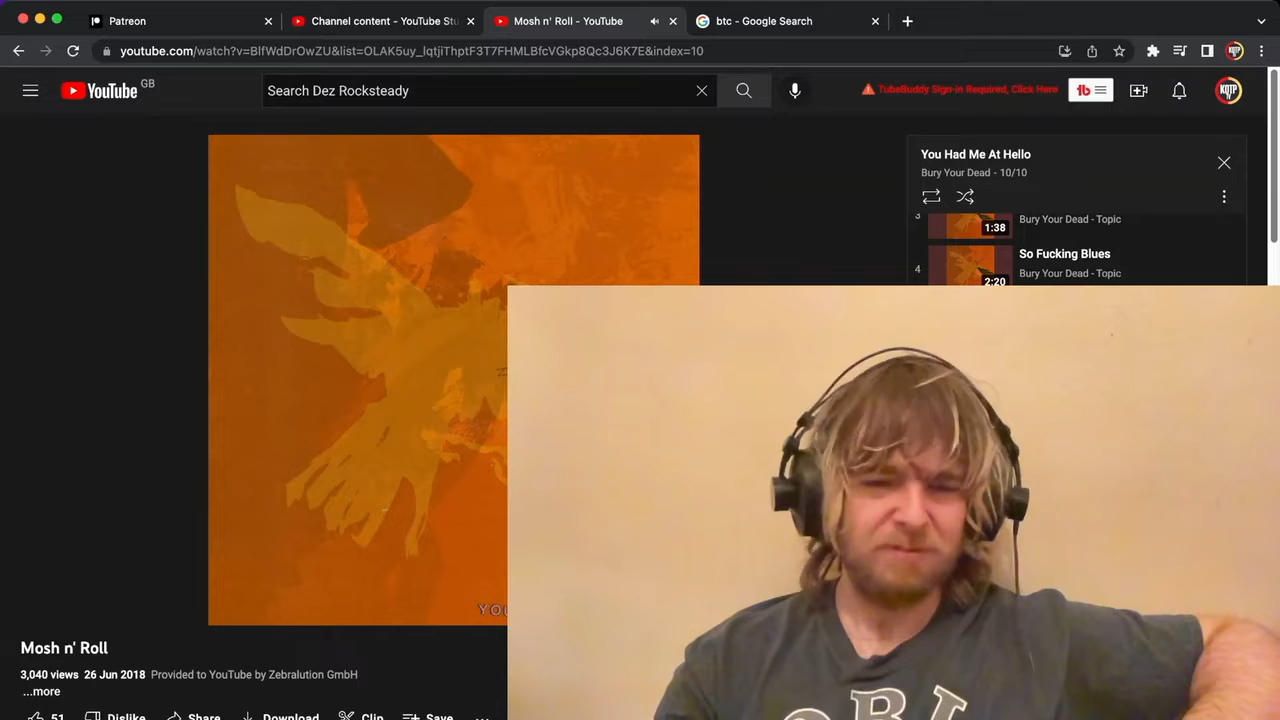 Patreon
Channel content - YouTube Stu
Mosh n' Roll - YouTube
btc - Google Search
youtube.com/watch?v=BlfWdDrOwZU&list=OLAK5uy_lqtjiThptF3T7FHMLBfcVGkp8Qc3J6K7E&index=10
YouTube
GB
Search Dez Rocksteady
TubeBuddy Sign-in Required, Click Here
tb
KQTP
You Had Me At Hello
Bury Your Dead - 10/10
3
1:38
Bury Your Dead - Topic
4
2:20
So Fucking Blues
Bury Your Dead - Topic
YOU
Mosh n' Roll
3,040 views 26 Jun 2018 Provided to YouTube by Zebralution GmbH
...more
51
Dislike
Share
Download
Clip
Save